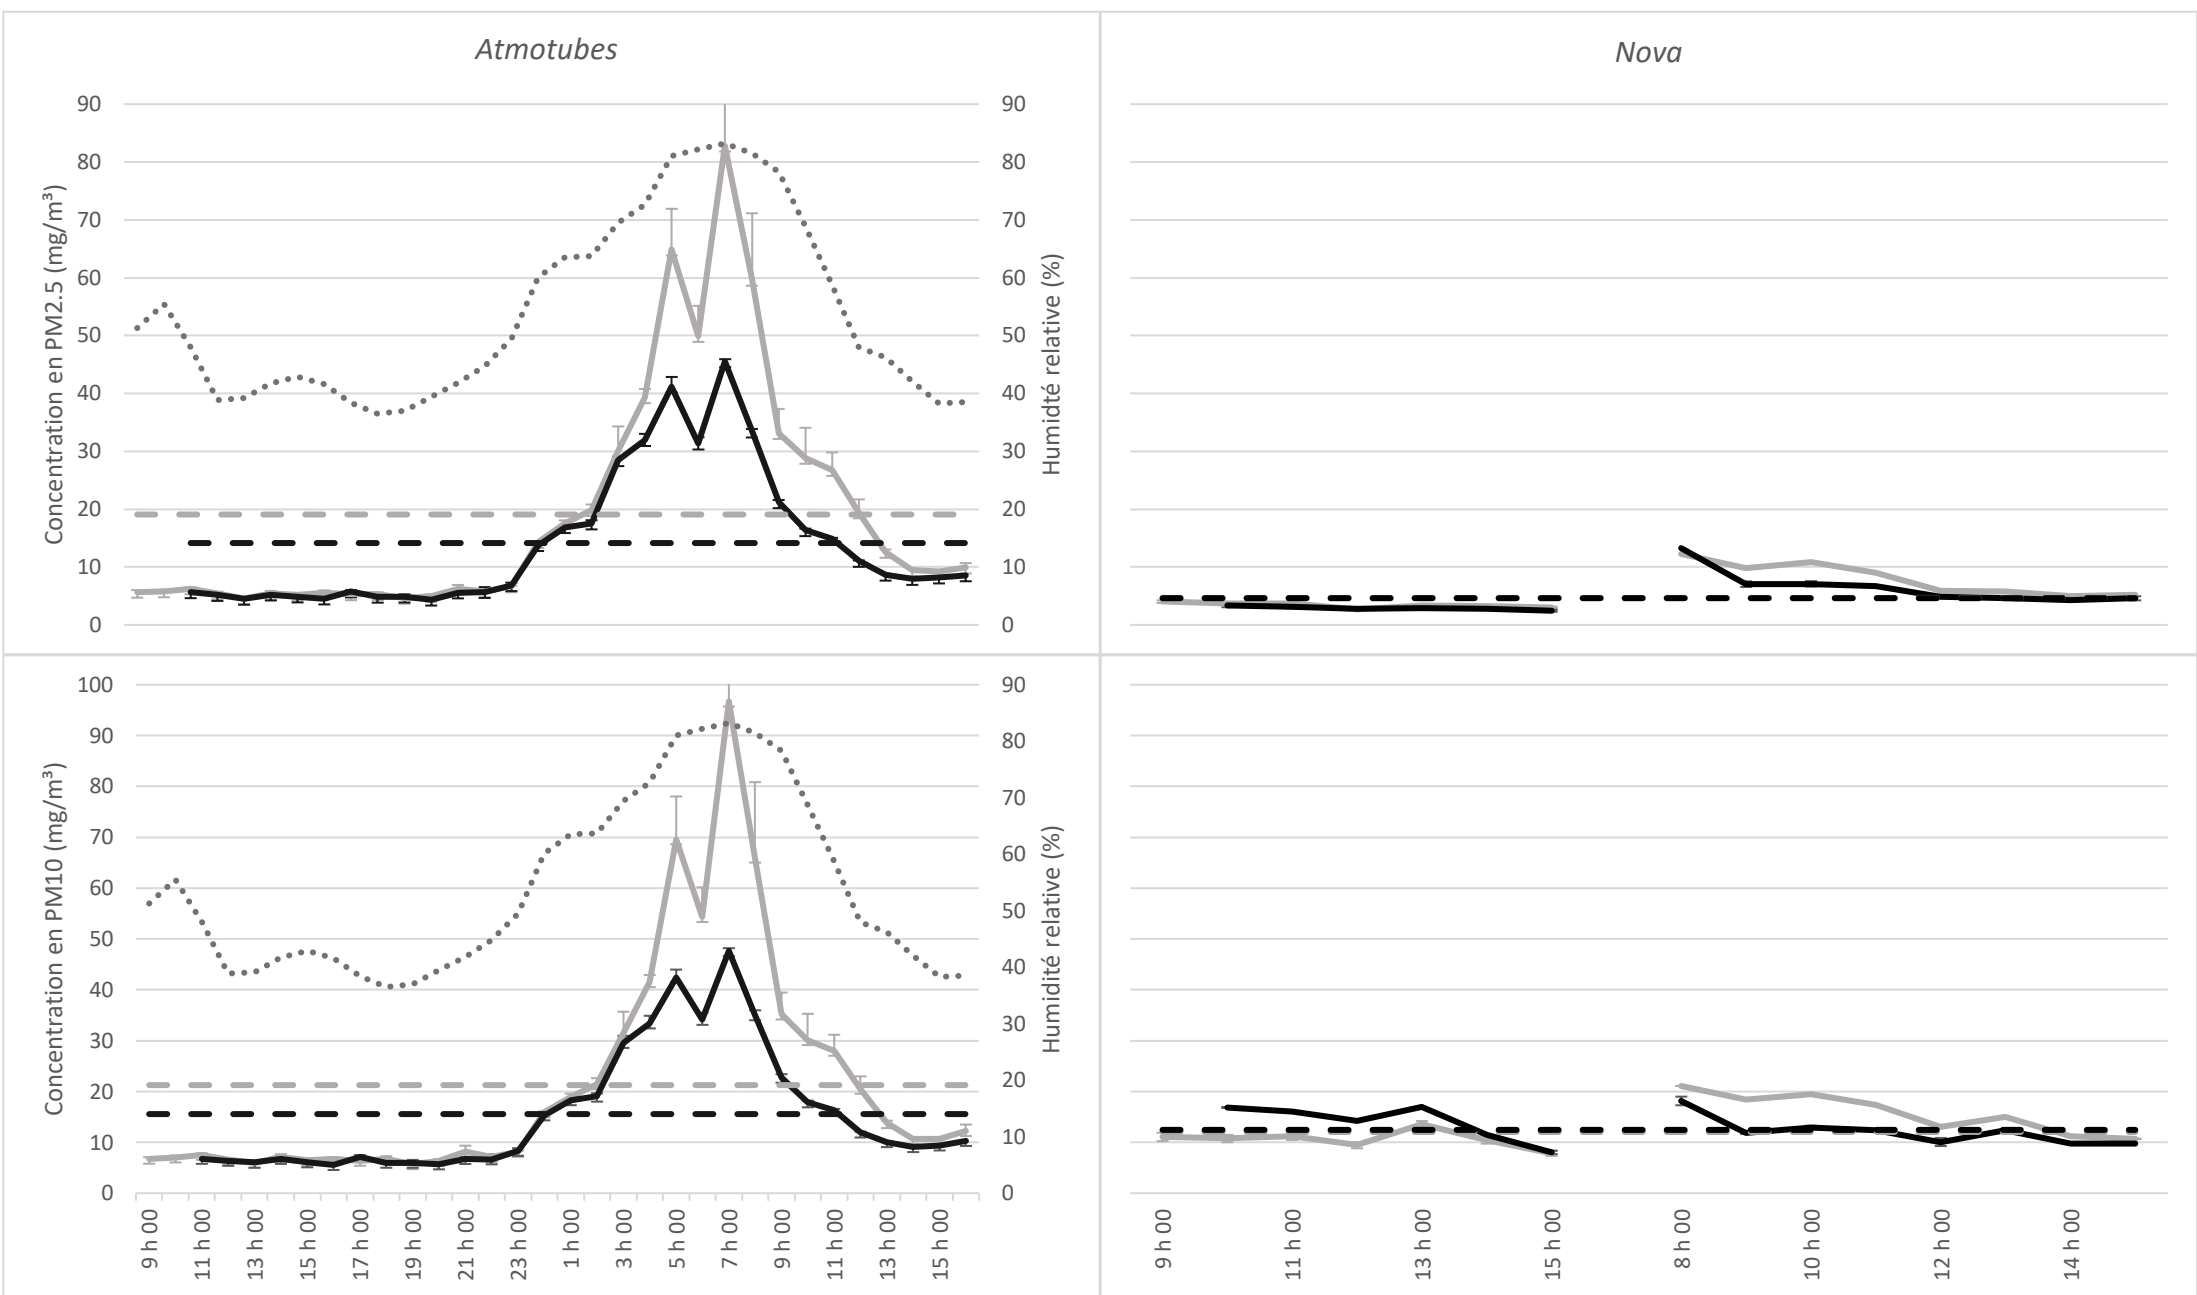 Atmotubes
Nova
Concentration en PM2.5 (mg/m³)
90
80
70
60
50
40
30
20
10
0
90
80
70
60
50
40
30
20
10
0
Humidté relative (%)
Concentration en PM10 (mg/m³)
100
90
80
70
60
50
40
30
20
10
0
90
80
70
60
50
40
30
20
10
0
Humidité relative (%)
9 h 00
11 h 00
13 h 00
15 h 00
17 h 00
19 h 00
21 h 00
23 h 00
1 h 00
3 h 00
5 h 00
7 h 00
9 h 00
11 h 00
13 h 00
15 h 00
9 h 00
11 h 00
13 h 00
15 h 00
8 h 00
10 h 00
12 h 00
14 h 00